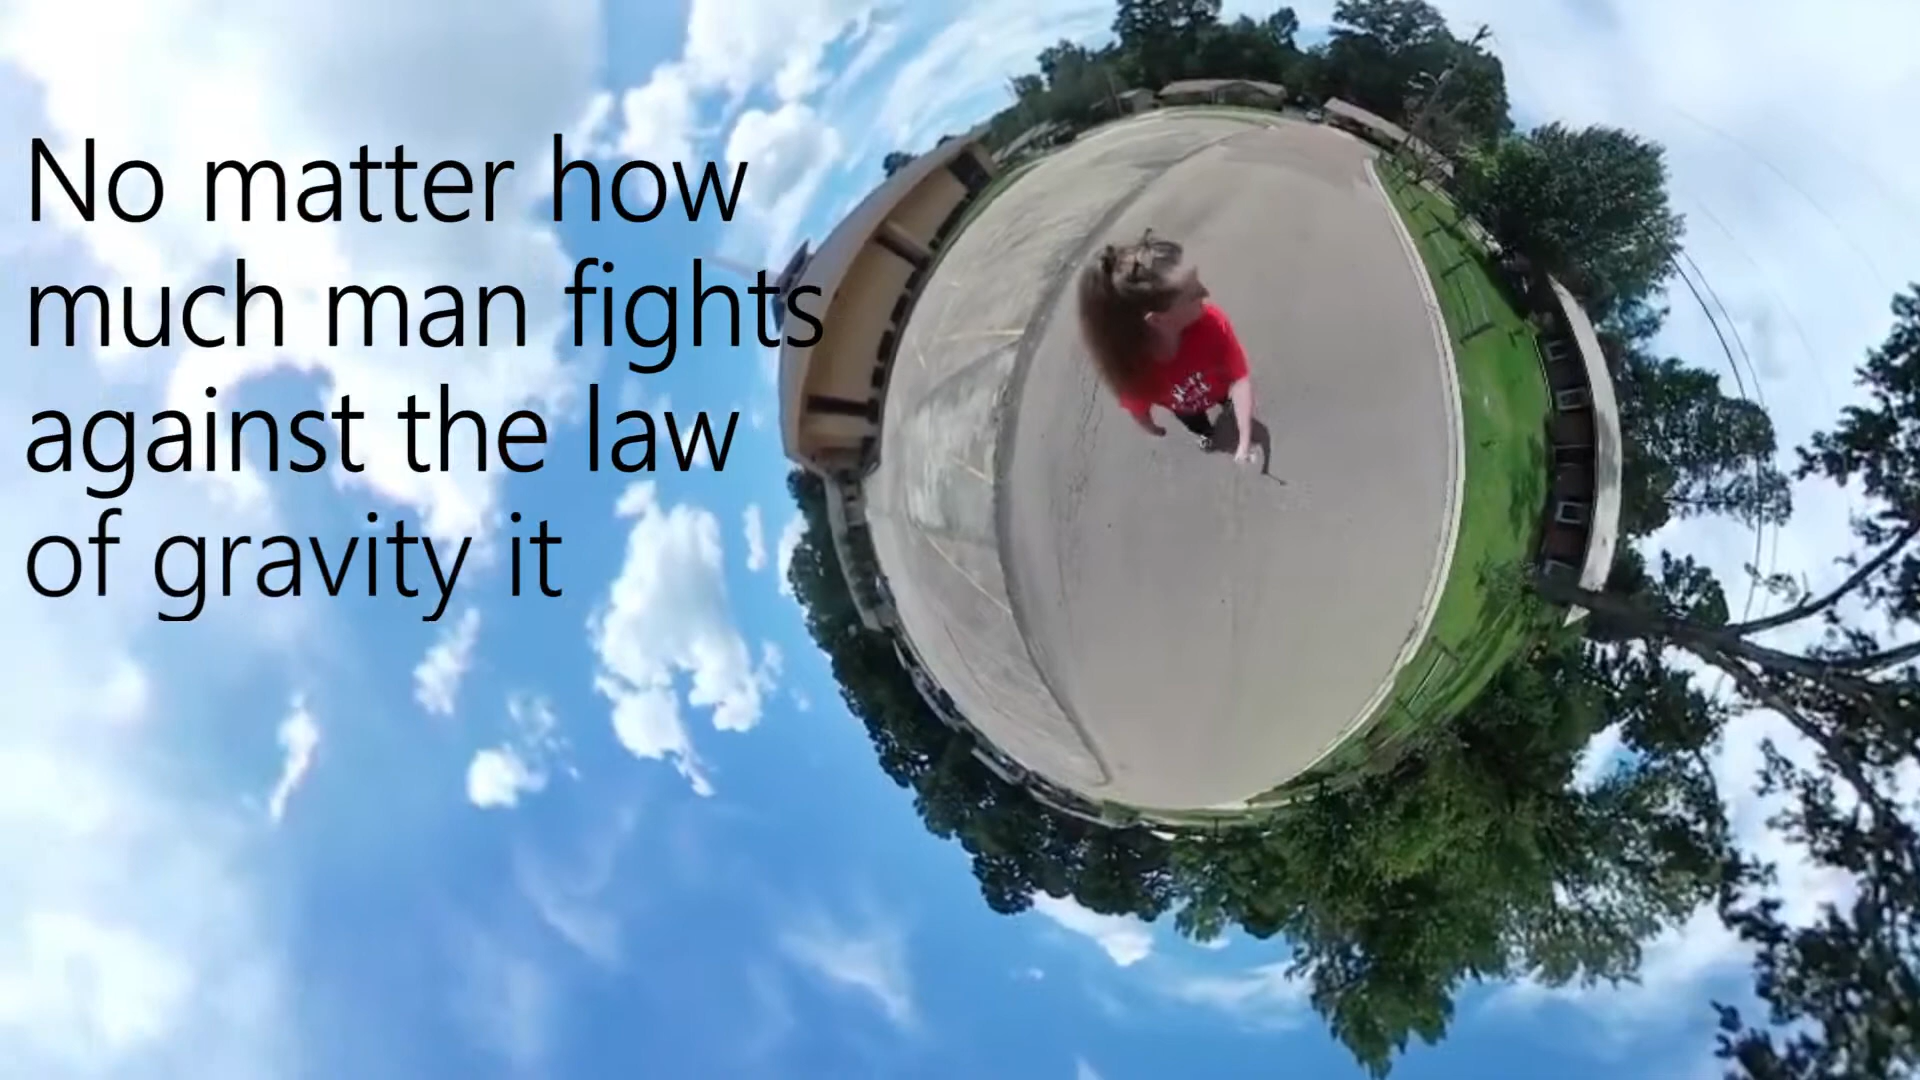 No matter how
much man fights
against the law
of gravity it